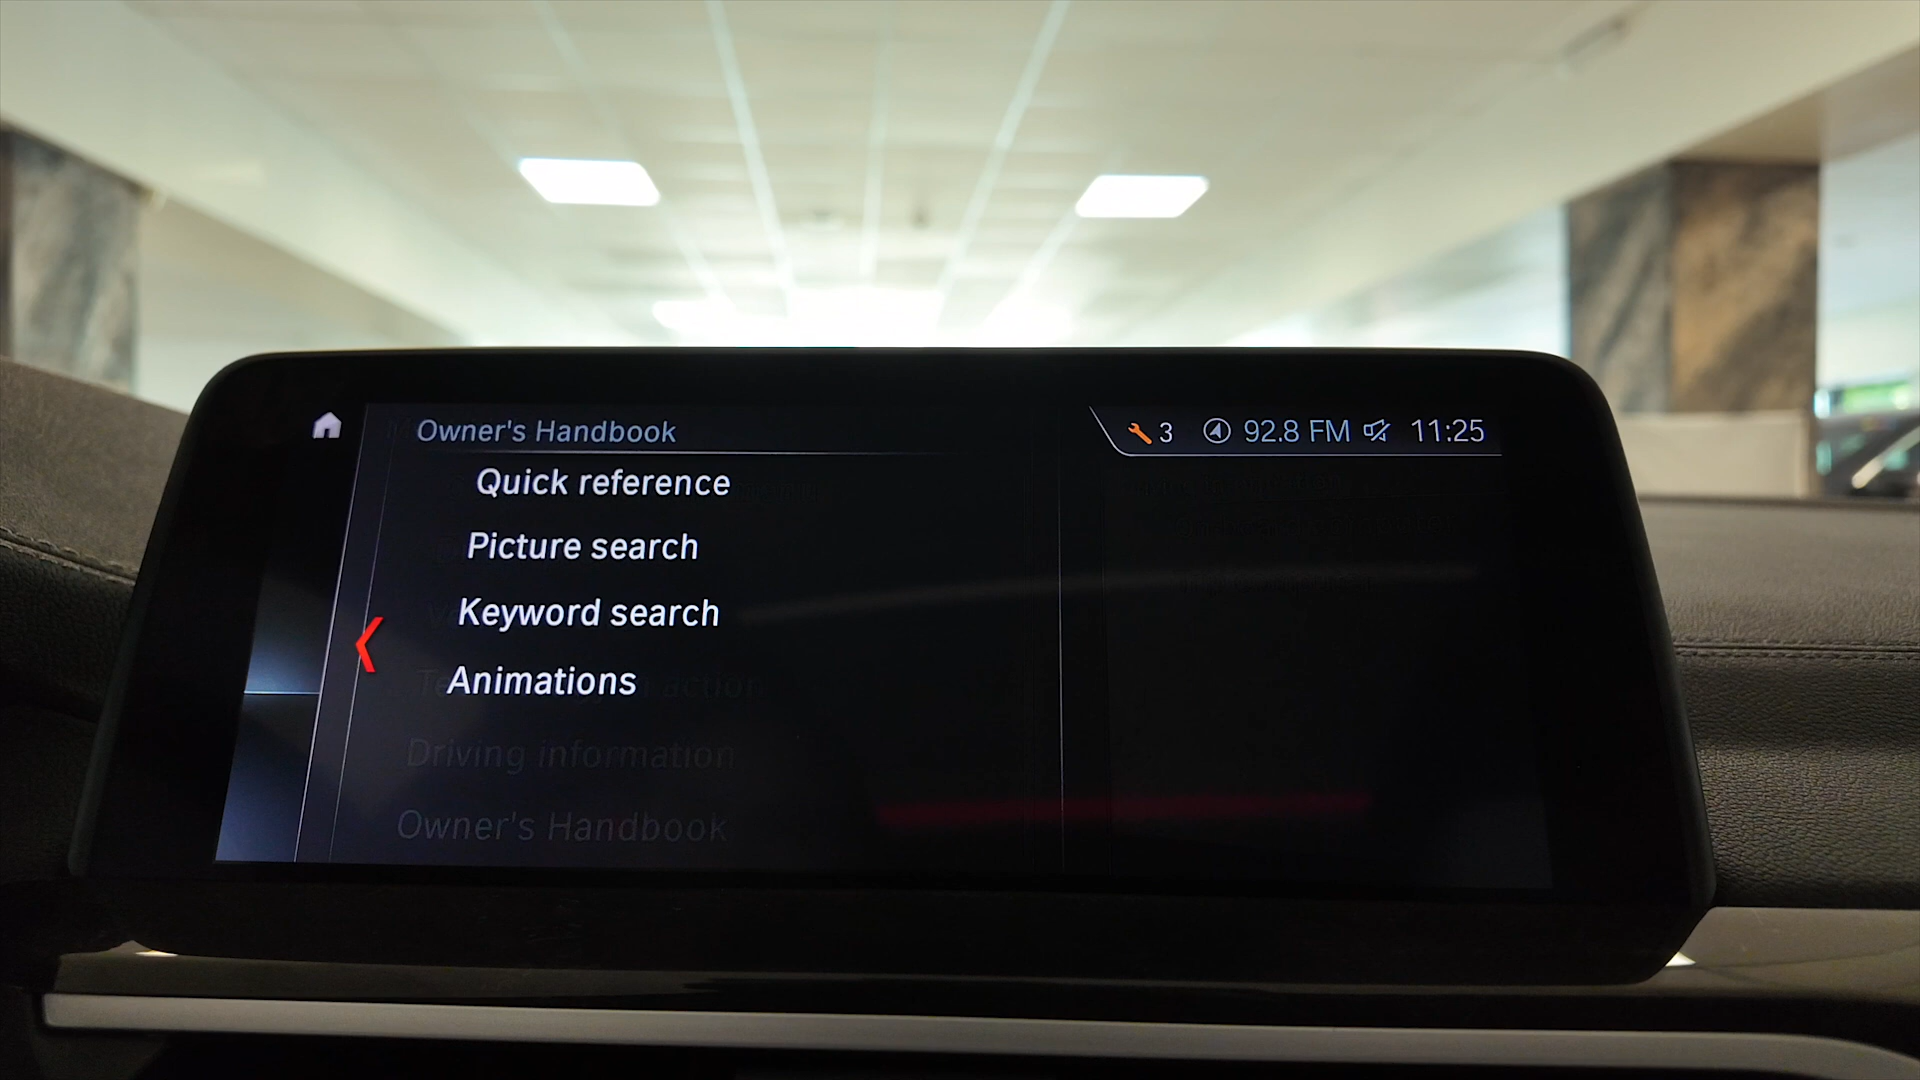 Owner's Handbook
3 92.8 FM 11:25
Quick reference
Picture search
Keyword search
Animations
Driving information
Owner's Handbook